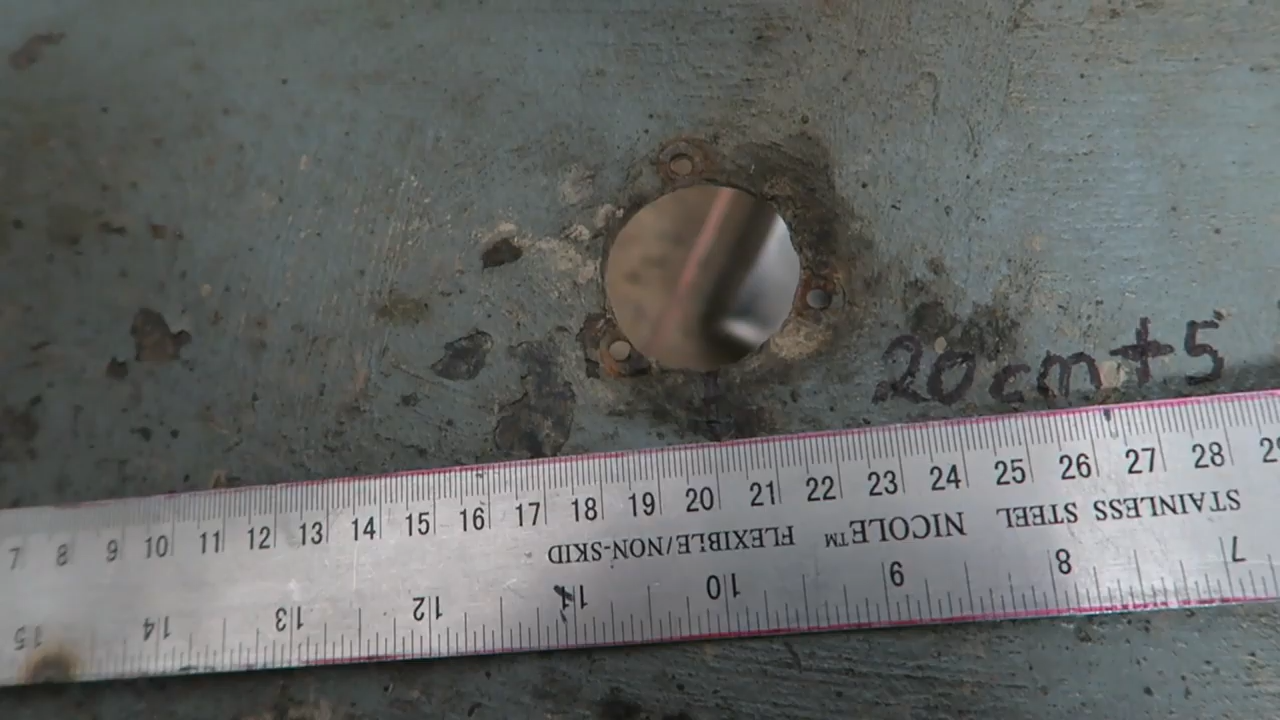 20cm+5
7 8 9 10 11 12 13 14 15 16 17 18 19 20 21 22 23 24 25 26 27 28 29
FLEXIBLE/NON-SKID NICOLE™ STAINLESS STEEL
15 14 13 12 11 10 9 8 7